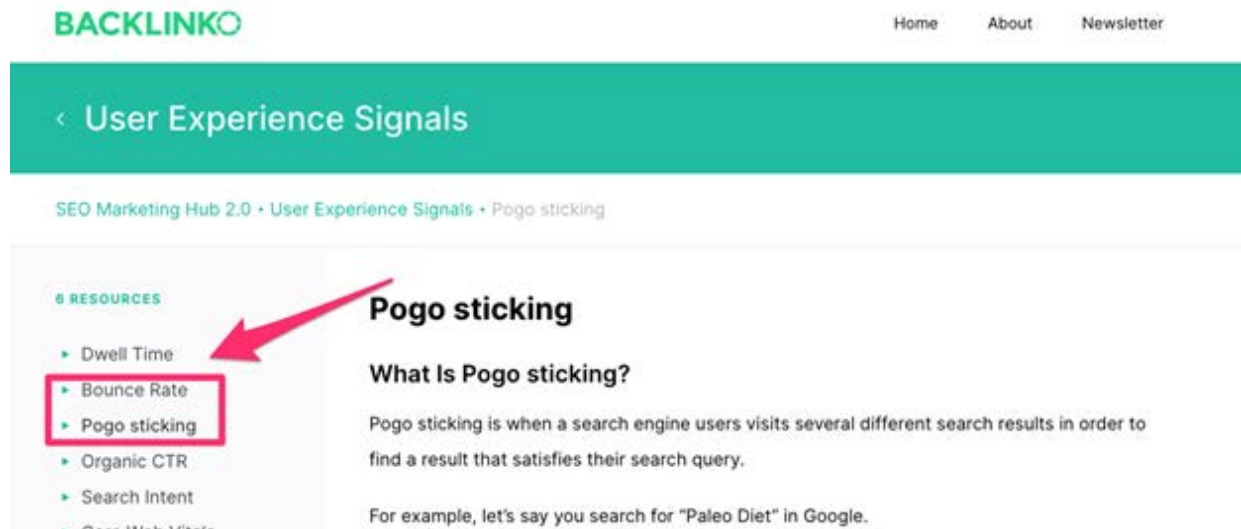 BACKLINKO
Home About Newsletter
‹ User Experience Signals
SEO Marketing Hub 2.0 • User Experience Signals • Pogo sticking
6 RESOURCES
Dwell Time
Bounce Rate
Pogo sticking
Organic CTR
Search Intent
Core Web Vitals
Pogo sticking
What Is Pogo sticking?
Pogo sticking is when a search engine users visits several different search results in order to
find a result that satisfies their search query.
For example, let's say you search for “Paleo Diet” in Google.